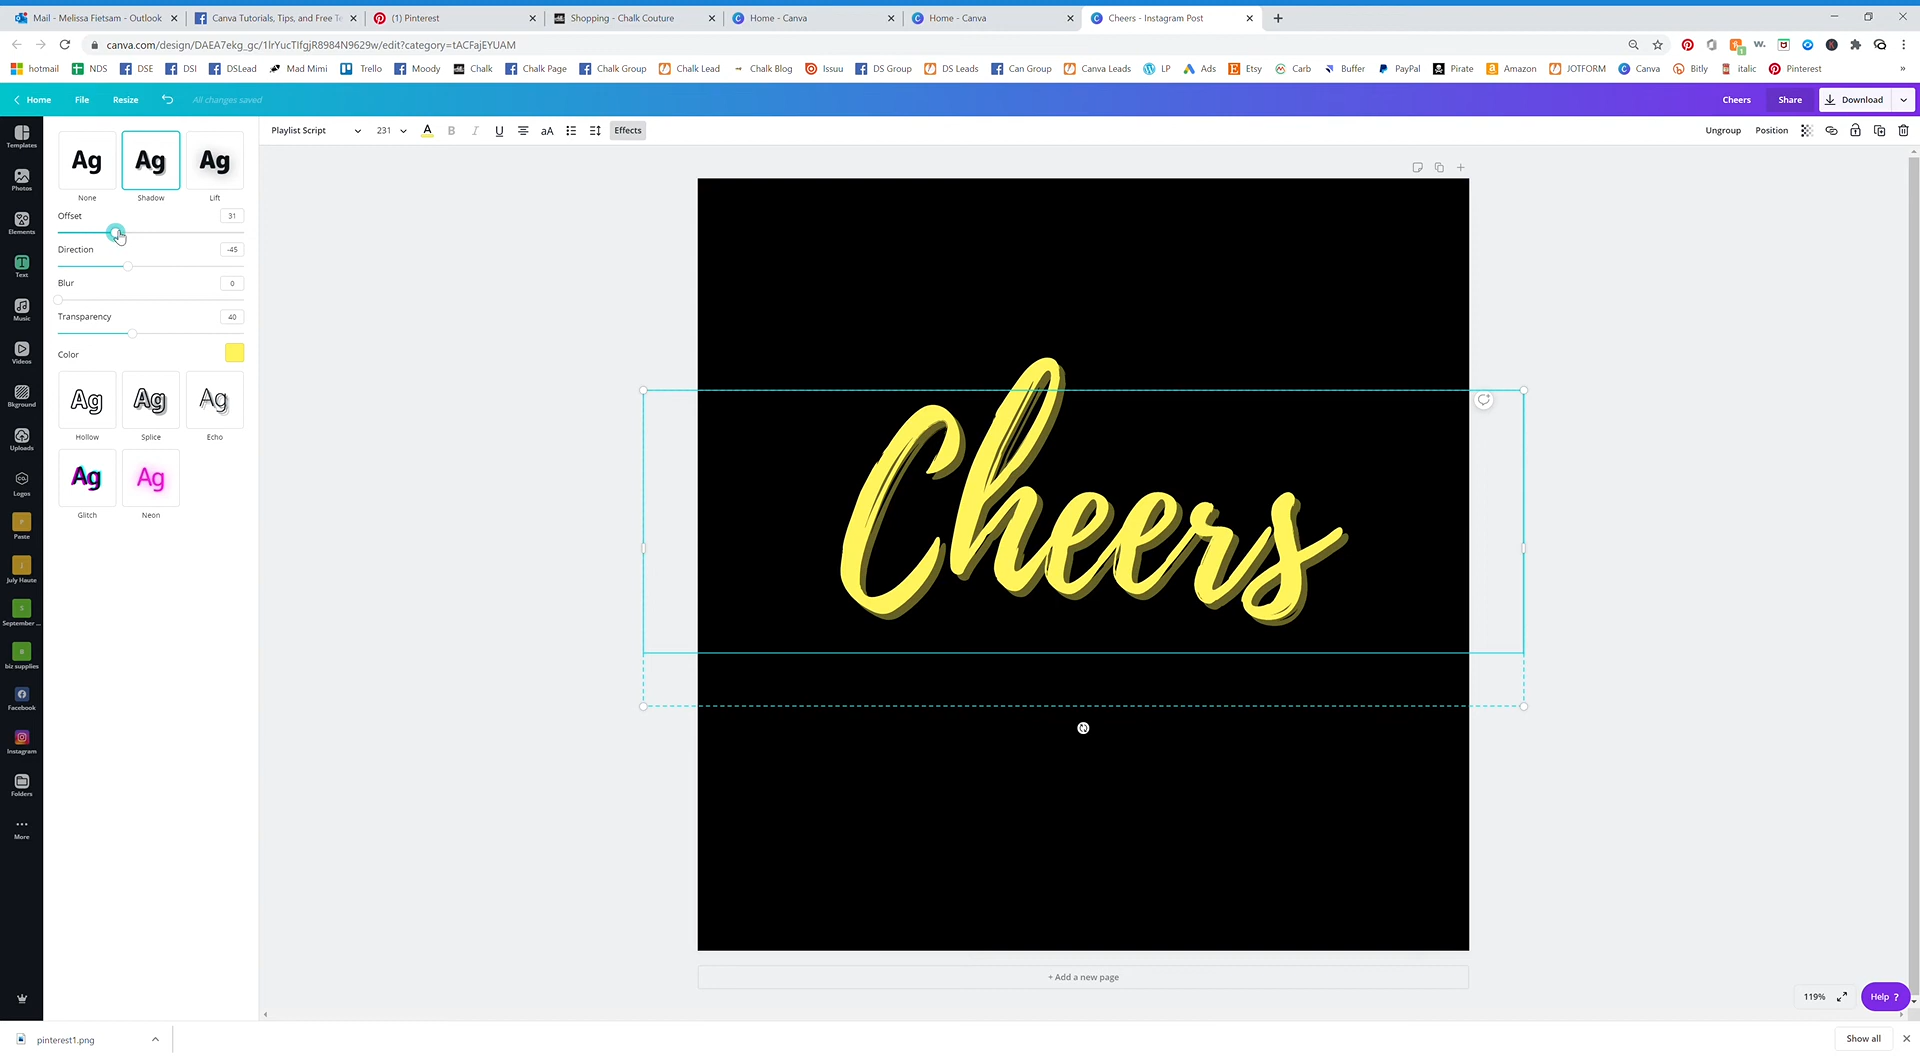 Mail - Melissa Fietsam - Outlook
Canva Tutorials, Tips, and Free Te
(1) Pinterest
Shopping - Chalk Couture
Home - Canva
Home - Canva
Cheers - Instagram Post
canva.com/design/DAEA7ekg_gc/1lrYucTIfgjR8984N9629w/edit?category=tACFajEYUAM
hotmail NDS DSE DSI DSLead Mad Mimi Trello Moody Chalk Chalk Page Chalk Group Chalk Lead Chalk Blog Issuu DS Group DS Leads Can Group Canva Leads LP Ads Etsy Carb Buffer PayPal Pirate Amazon JOTFORM Canva Bitly italic Pinterest »
Home File Resize All changes saved Cheers Share Download
Playlist Script 231 A B I U aA Effects Ungroup Position
Templates
Photos
Elements
Text
Music
Videos
Bkground
Uploads
Logos
P
Paste
July Haute
S
September ...
B
biz supplies
Facebook
Instagram
Folders
More
Ag Ag Ag
None Shadow Lift
Offset 31
Direction -45
Blur 0
Transparency 40
Color
Ag Ag Ag
Hollow Splice Echo
Ag Ag
Glitch Neon
Cheers
+ Add a new page
119% Help ?
pinterest1.png Show all